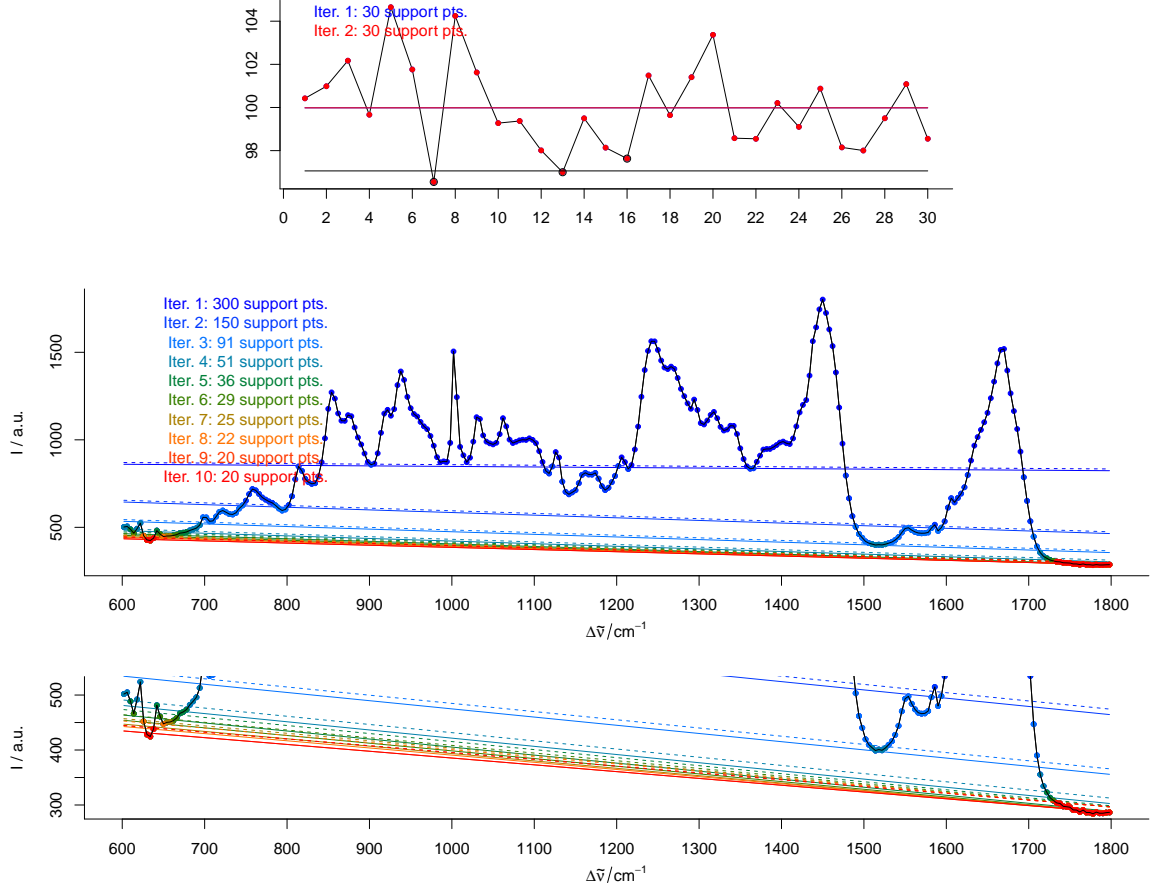 Iter. 1: 30 support pts.
Iter. 2: 30 support pts.
104
102
100
98
0 2 4 6 8 10 12 14 16 18 20 22 24 26 28 30
Iter. 1: 300 support pts.
Iter. 2: 150 support pts.
Iter. 3: 91 support pts.
Iter. 4: 51 support pts.
Iter. 5: 36 support pts.
Iter. 6: 29 support pts.
Iter. 7: 25 support pts.
Iter. 8: 22 support pts.
Iter. 9: 20 support pts.
Iter. 10: 20 support pts.
I / a.u.
1500
1000
500
600 700 800 900 1000 1100 1200 1300 1400 1500 1600 1700 1800
Δν̃/cm⁻¹
I / a.u.
500
400
300
600 700 800 900 1000 1100 1200 1300 1400 1500 1600 1700 1800
Δν̃/cm⁻¹